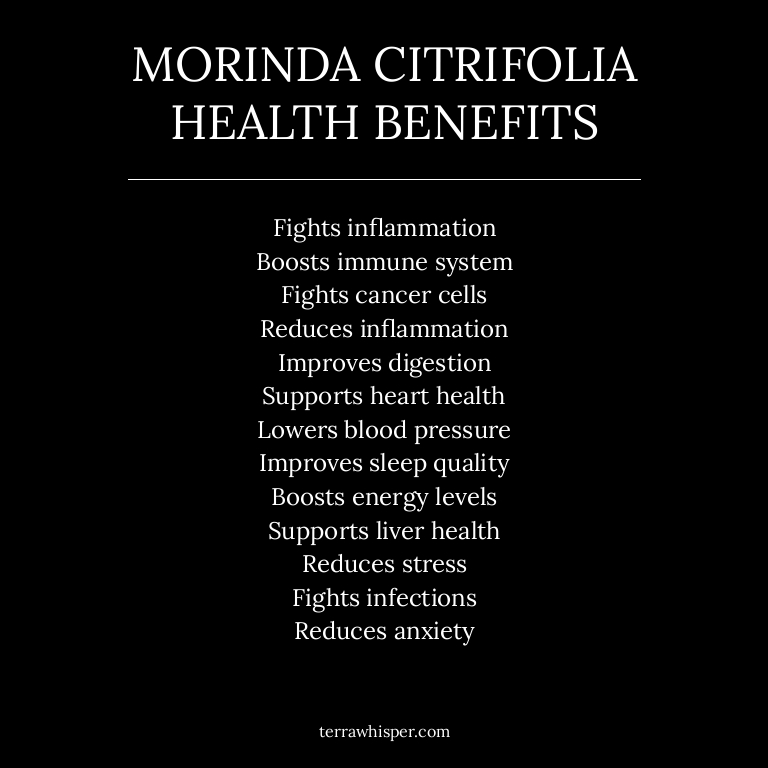 MORINDA CITRIFOLIA
HEALTH BENEFITS
Fights inflammation
Boosts immune system
Fights cancer cells
Reduces inflammation
Improves digestion
Supports heart health
Lowers blood pressure
Improves sleep quality
Boosts energy levels
Supports liver health
Reduces stress
Fights infections
Reduces anxiety
terrawhisper.com